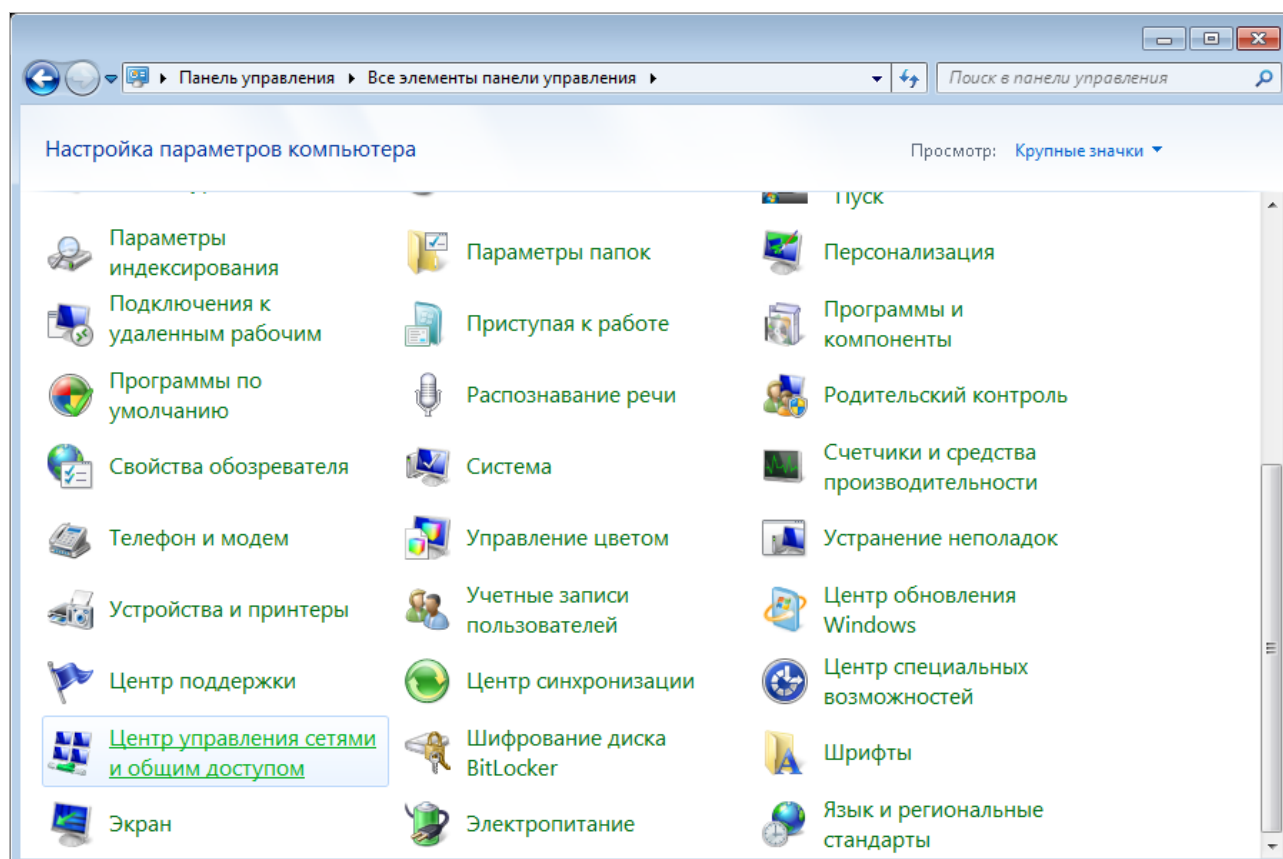 Панель управления ▸ Все элементы панели управления ▸
Поиск в панели управления
Настройка параметров компьютера
Просмотр: Крупные значки
Пуск
Параметры
индексирования
Параметры папок
Персонализация
Подключения к
удаленным рабочим
Приступая к работе
Программы и
компоненты
Программы по
умолчанию
Распознавание речи
Родительский контроль
Свойства обозревателя
Система
Счетчики и средства
производительности
Телефон и модем
Управление цветом
Устранение неполадок
Устройства и принтеры
Учетные записи
пользователей
Центр обновления
Windows
Центр поддержки
Центр синхронизации
Центр специальных
возможностей
Центр управления сетями
и общим доступом
Шифрование диска
BitLocker
Шрифты
Экран
Электропитание
Язык и региональные
стандарты